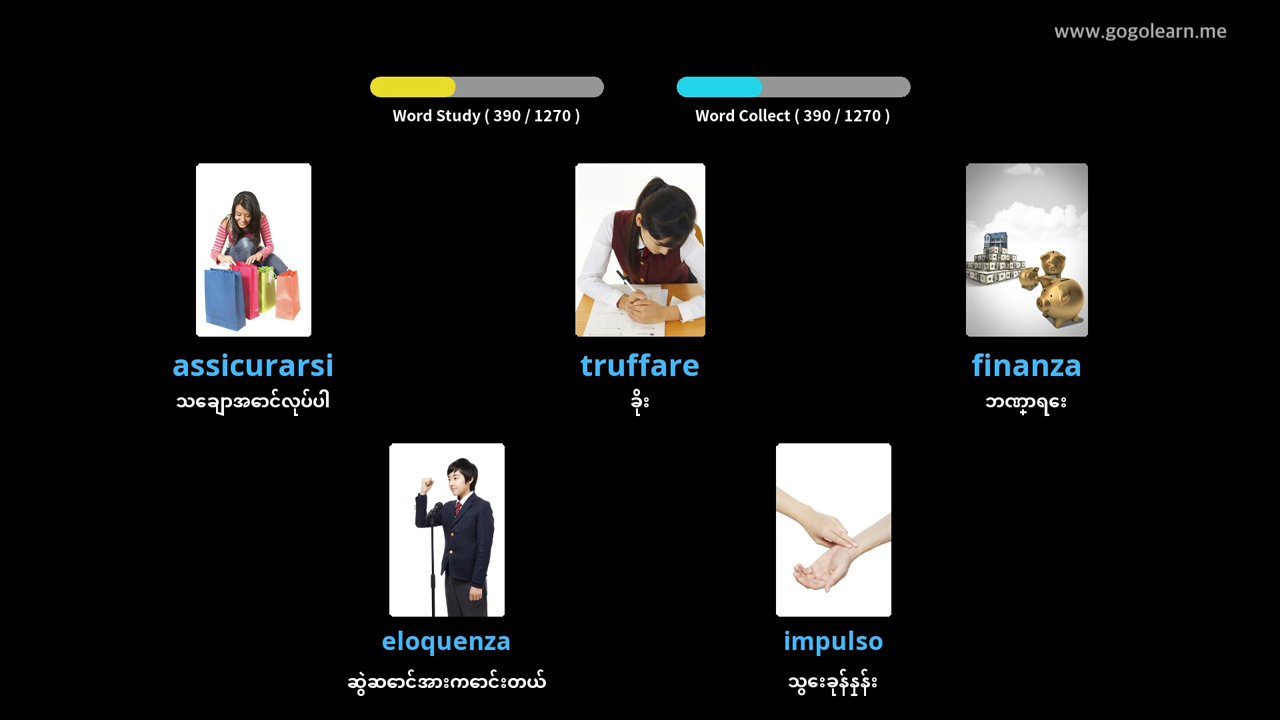 www.gogolearn.me
Word Study ( 390 / 1270 )
Word Collect ( 390 / 1270 )
assicurarsi
သချောအောင်လုပ်ပါ
truffare
ခိုး
finanza
ဘဏ္ဍာရေး
eloquenza
ဆွဲဆောင်အားကောင်းတယ်
impulso
သွေးခုန်နှုန်း